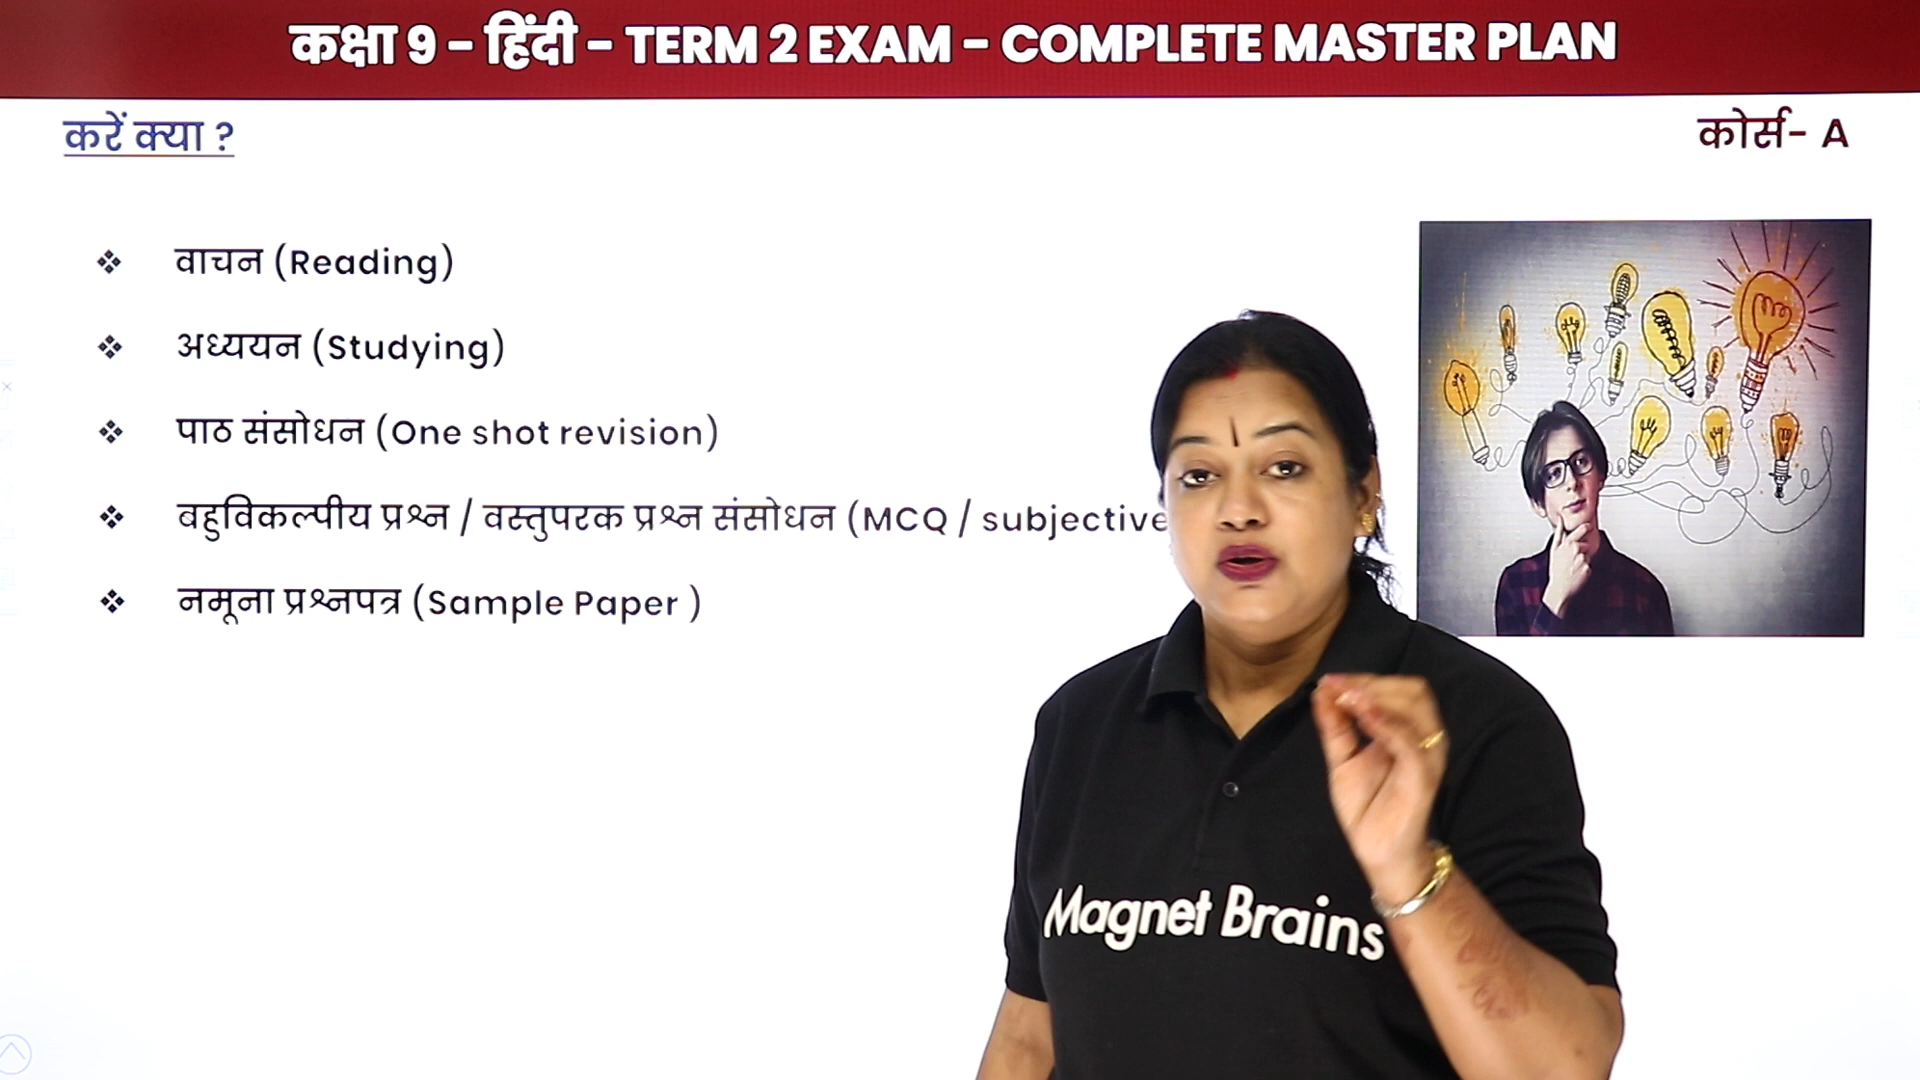 कक्षा 9 - हिंदी - TERM 2 EXAM - COMPLETE MASTER PLAN
करें क्या ?
कोर्स- A
❖ वाचन (Reading)
❖ अध्ययन (Studying)
❖ पाठ संसोधन (One shot revision)
❖ बहुविकल्पीय प्रश्न / वस्तुपरक प्रश्न संसोधन (MCQ / subjective
❖ नमूना प्रश्नपत्र (Sample Paper )
Magnet Brains